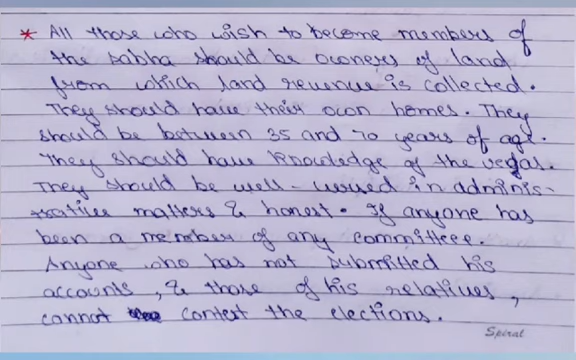 * All those who wish to become members of
the sabha should be owners of land
from which land revenue is collected.
They should have their own homes. They
should be between 35 and 70 years of age.
They should have knowledge of the vedas.
They should be well-versed in adminis-
trative matters & honest. If anyone has
been a member of any committeee.
Anyone who has not submitted his
accounts, & those of his relatives,
cannot contest the elections.
Spiral